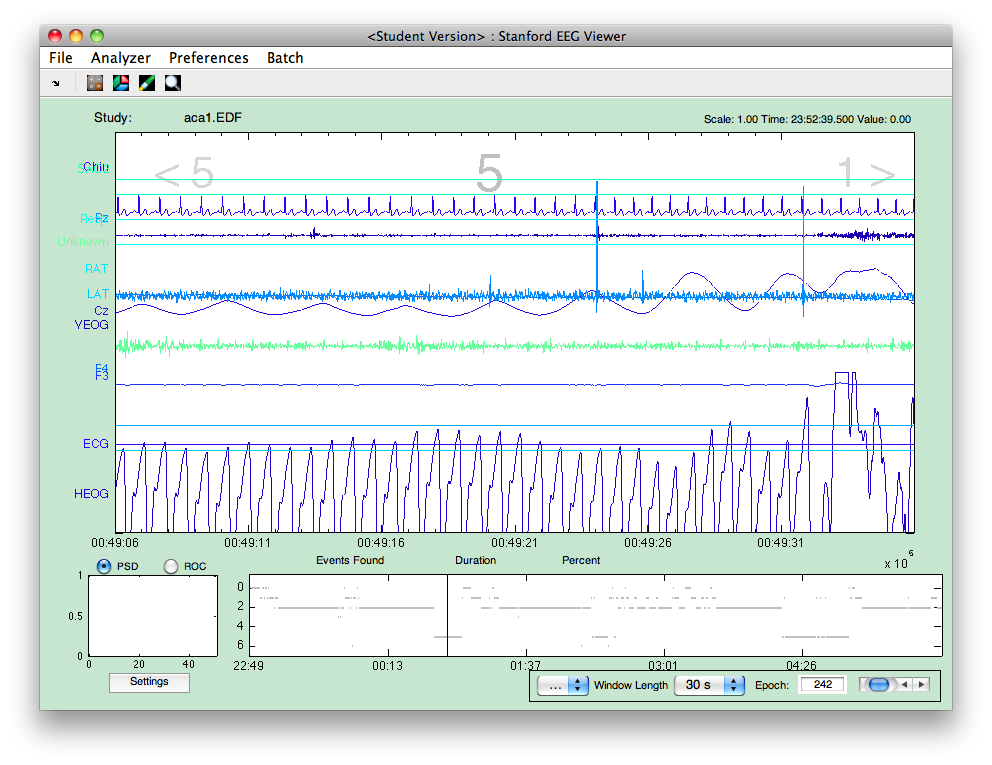 <Student Version> : Stanford EEG Viewer
File Analyzer Preferences Batch
Study: aca1.EDF
Scale: 1.00 Time: 23:52:39.500 Value: 0.00
< 5 5 1 >
Chin
Pz
Unknown
RAT
LAT
Cz
YEOG
F4
F3
ECG
HEOG
00:49:06 00:49:11 00:49:16 00:49:21 00:49:26 00:49:31
PSD ROC Events Found Duration Percent x 10
1
0.5
0
0 20 40
Settings
0
2
4
6
22:49 00:13 01:37 03:01 04:26
... Window Length 30 s Epoch: 242